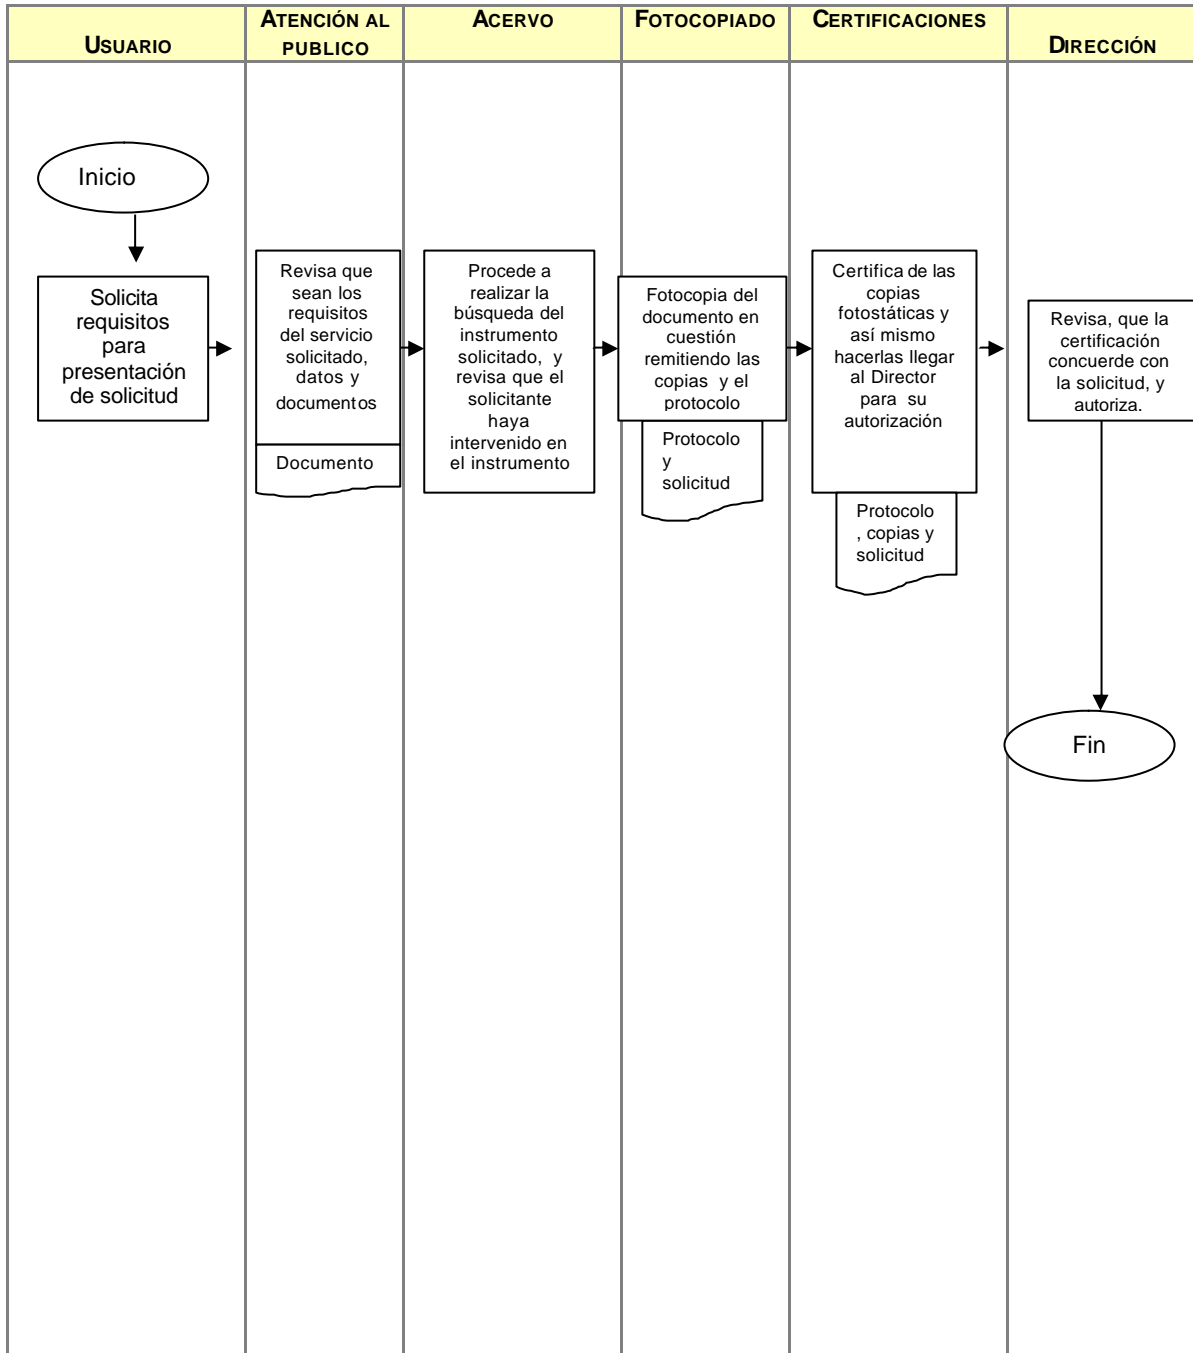 USUARIO
ATENCIÓN AL
PUBLICO
ACERVO
FOTOCOPIADO
CERTIFICACIONES
DIRECCIÓN
Inicio
Solicita
requisitos
para
presentación
de solicitud
Revisa que
sean los
requisitos
del servicio
solicitado,
datos y
documentos
Documento
Procede a
realizar la
búsqueda del
instrumento
solicitado, y
revisa que el
solicitante
haya
intervenido en
el instrumento
Fotocopia del
documento en
cuestión
remitiendo las
copias y el
protocolo
Protocolo
y
solicitud
Certifica de las
copias
fotostáticas y
así mismo
hacerlas llegar
al Director
para su
autorización
Protocolo
, copias y
solicitud
Revisa, que la
certificación
concuerde con
la solicitud, y
autoriza.
Fin